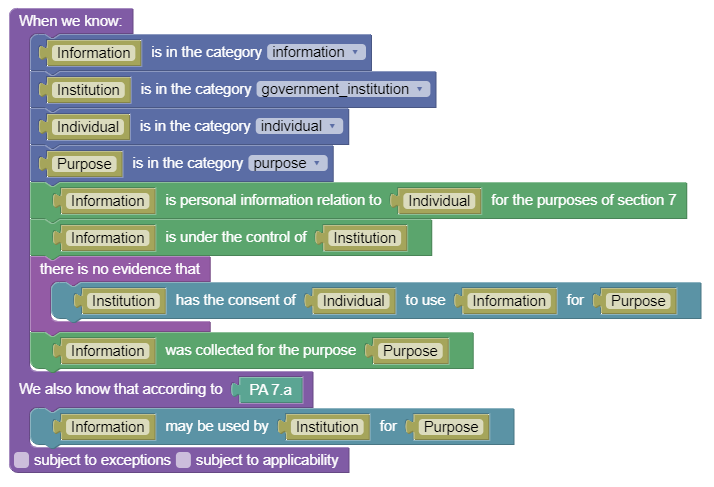 When we know:
Information is in the category information
Institution is in the category government_institution
Individual is in the category individual
Purpose is in the category purpose
Information is personal information relation to Individual for the purposes of section 7
Information is under the control of Institution
there is no evidence that
Institution has the consent of Individual to use Information for Purpose
Information was collected for the purpose Purpose
We also know that according to PA 7.a
Information may be used by Institution for Purpose
subject to exceptions subject to applicability